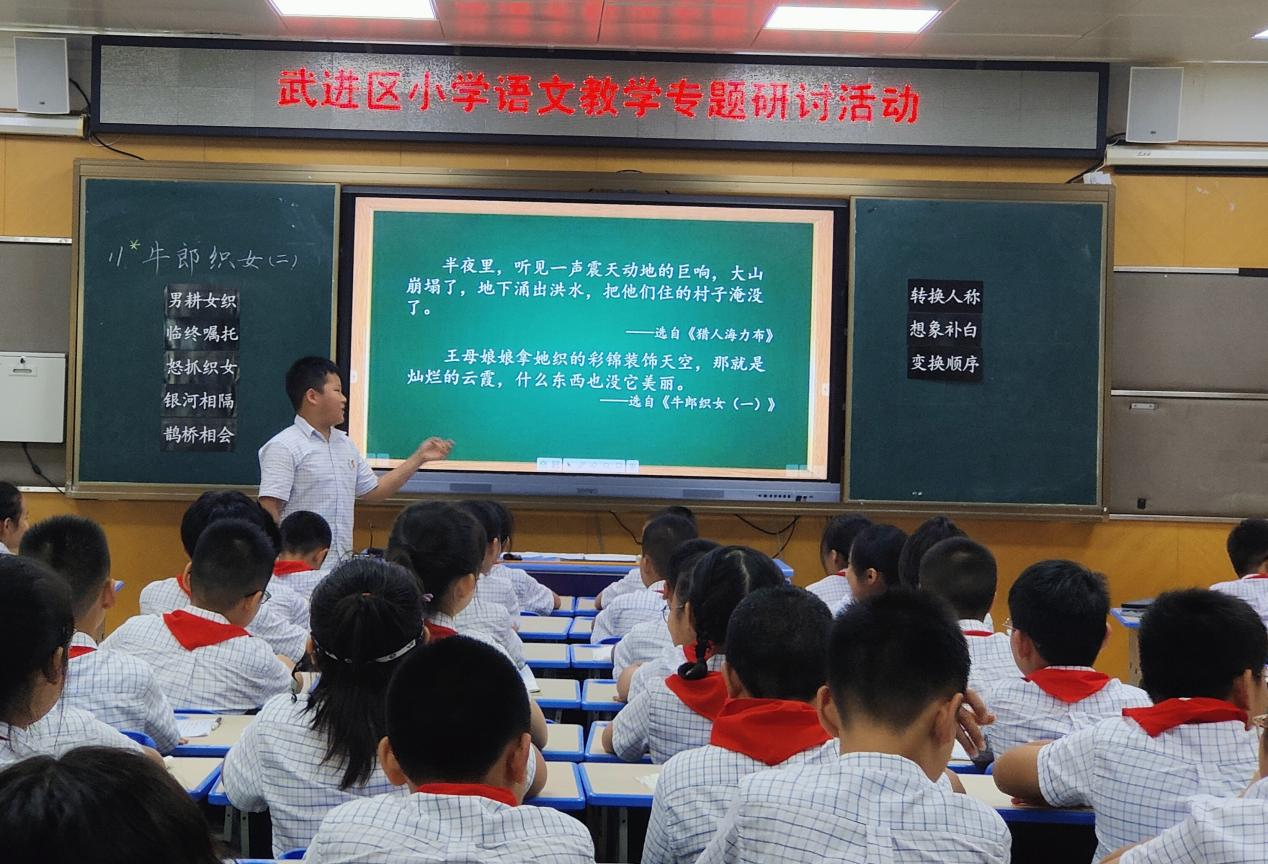 武进区小学语文教学专题研讨活动
11*牛郎织女(二)
男耕女织
临终嘱托
怒抓织女
银河相隔
鹊桥相会
半夜里，听见一声震天动地的巨响，大山
崩塌了，地下涌出洪水，把他们住的村子淹没
了。
——选自《猎人海力布》
王母娘娘拿她织的彩锦装饰天空，那就是
灿烂的云霞，什么东西也没它美丽。
——选自《牛郎织女（一）》
转换人称
想象补白
变换顺序